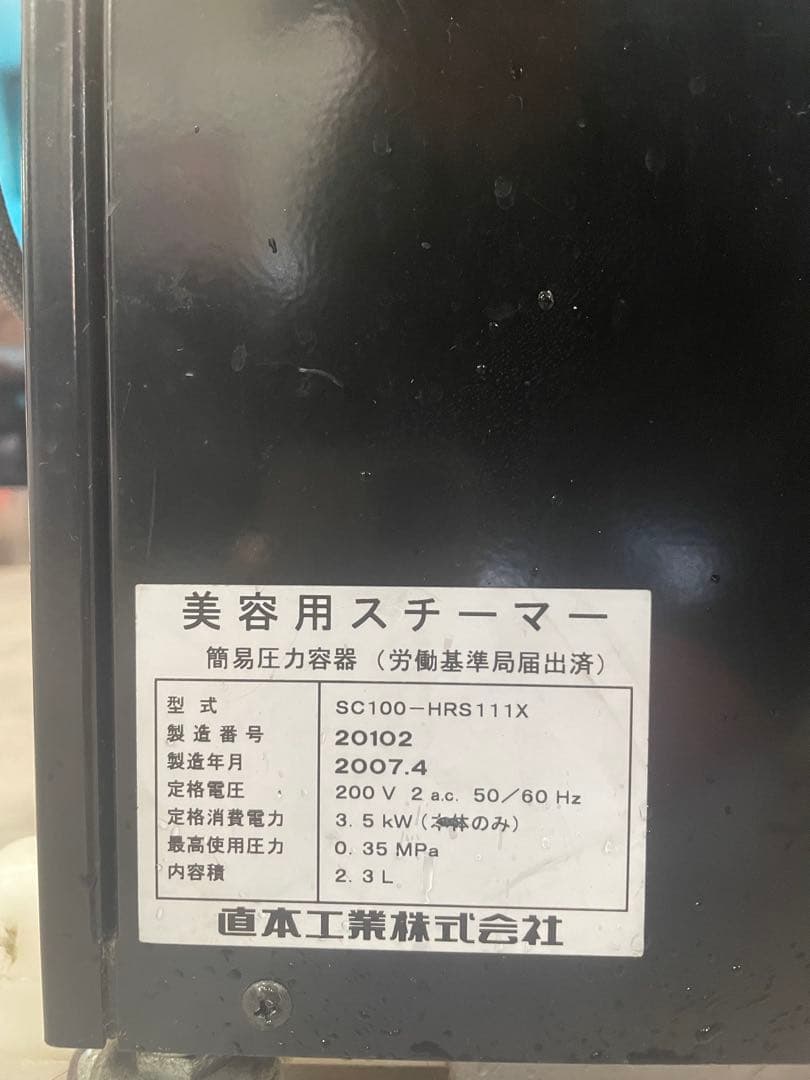 美容用スチーマー
簡易圧力容器（労働基準局届出済）
型式 SC100-HRS111X
製造番号 20102
製造年月 2007.4
定格電圧 200 V 2 a.c. 50/60 Hz
定格消費電力 3.5 kW（本体のみ）
最高使用圧力 0.35 MPa
内容積 2.3 L
直本工業株式会社